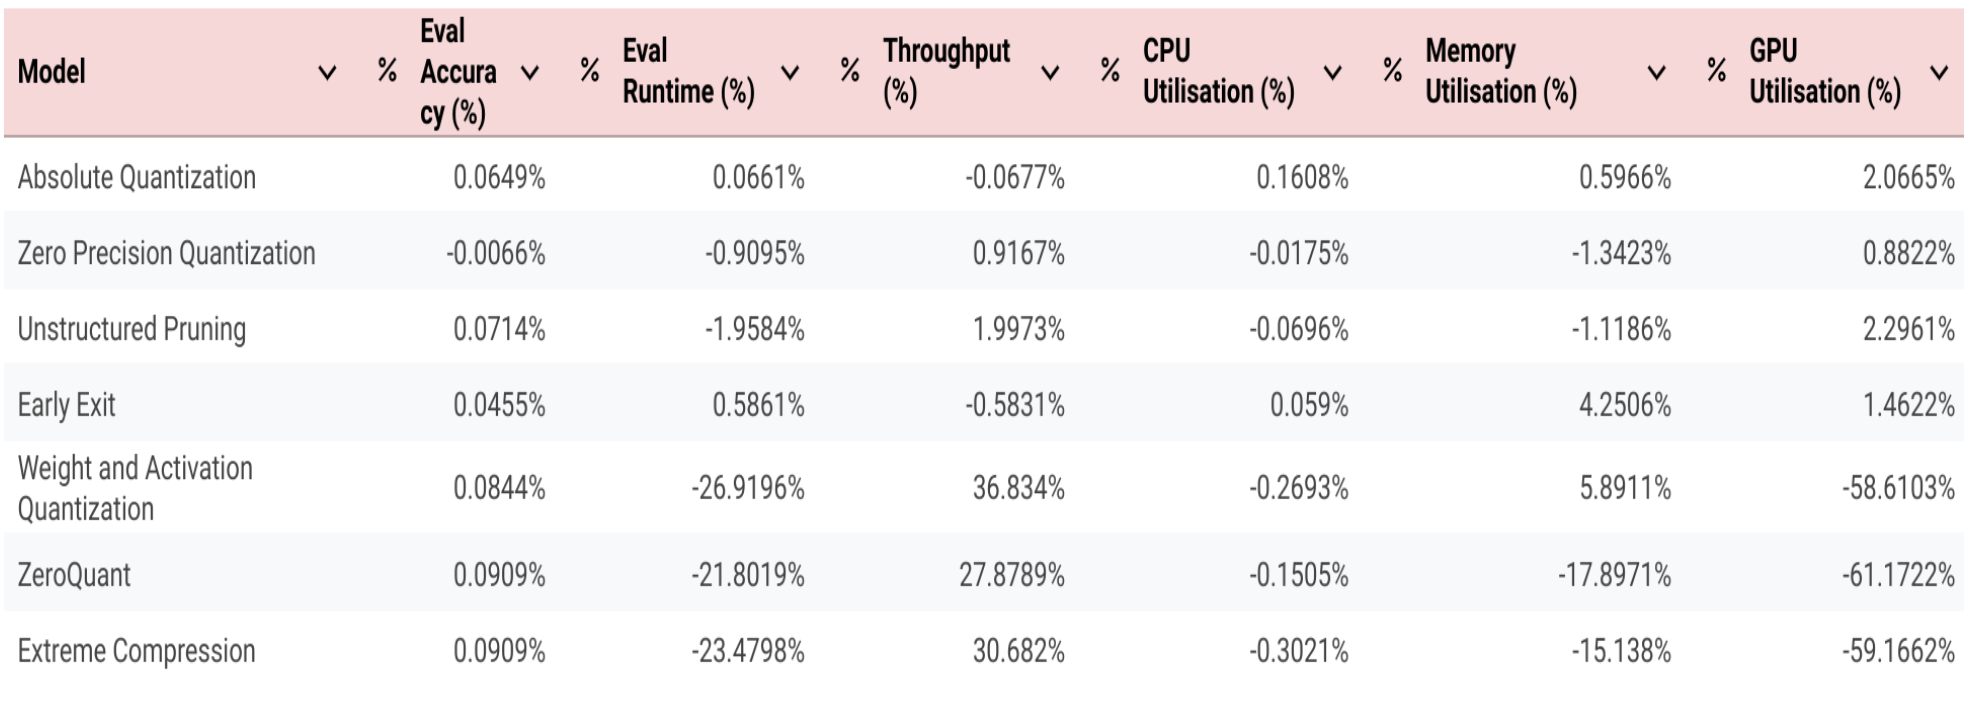 Model % Eval Accura cy (%) % Eval Runtime (%) % Throughput (%) % CPU Utilisation (%) % Memory Utilisation (%) % GPU Utilisation (%)
Absolute Quantization 0.0649% 0.0661% -0.0677% 0.1608% 0.5966% 2.0665%
Zero Precision Quantization -0.0066% -0.9095% 0.9167% -0.0175% -1.3423% 0.8822%
Unstructured Pruning 0.0714% -1.9584% 1.9973% -0.0696% -1.1186% 2.2961%
Early Exit 0.0455% 0.5861% -0.5831% 0.059% 4.2506% 1.4622%
Weight and Activation
Quantization 0.0844% -26.9196% 36.834% -0.2693% 5.8911% -58.6103%
ZeroQuant 0.0909% -21.8019% 27.8789% -0.1505% -17.8971% -61.1722%
Extreme Compression 0.0909% -23.4798% 30.682% -0.3021% -15.138% -59.1662%